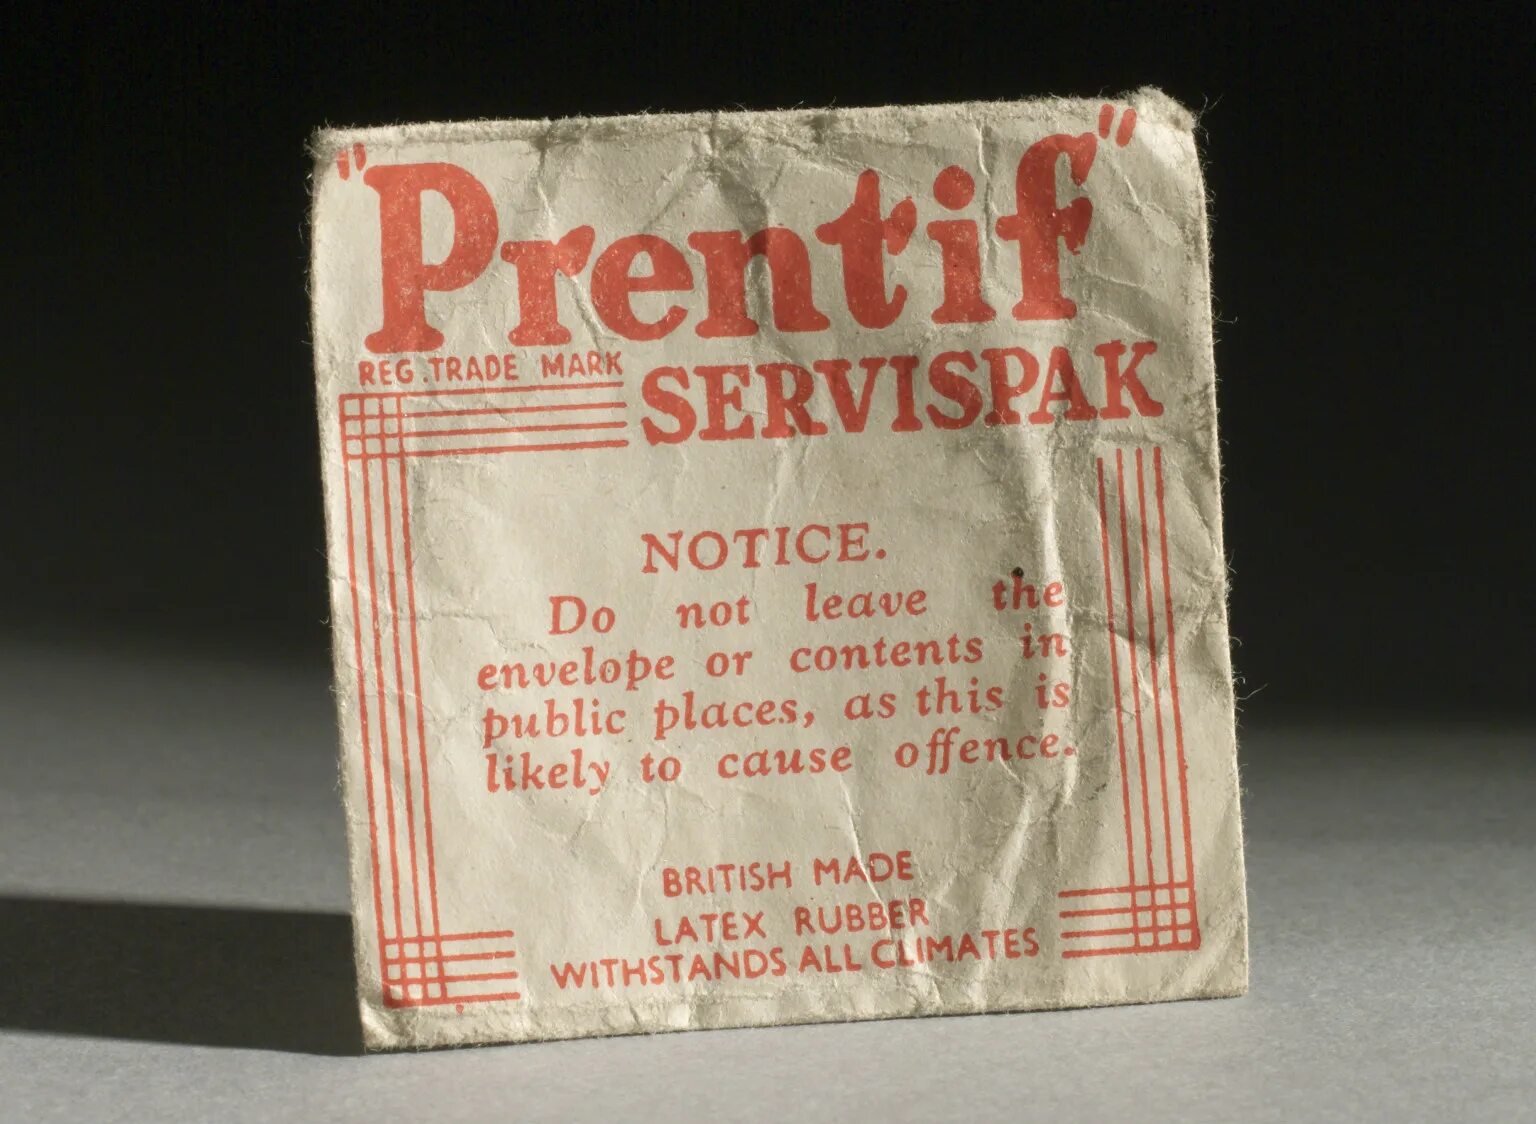 "Prentif"
REG. TRADE MARK
SERVISPAK
NOTICE.
Do not leave the
envelope or contents in
public places, as this is
likely to cause offence.
BRITISH MADE
LATEX RUBBER
WITHSTANDS ALL CLIMATES